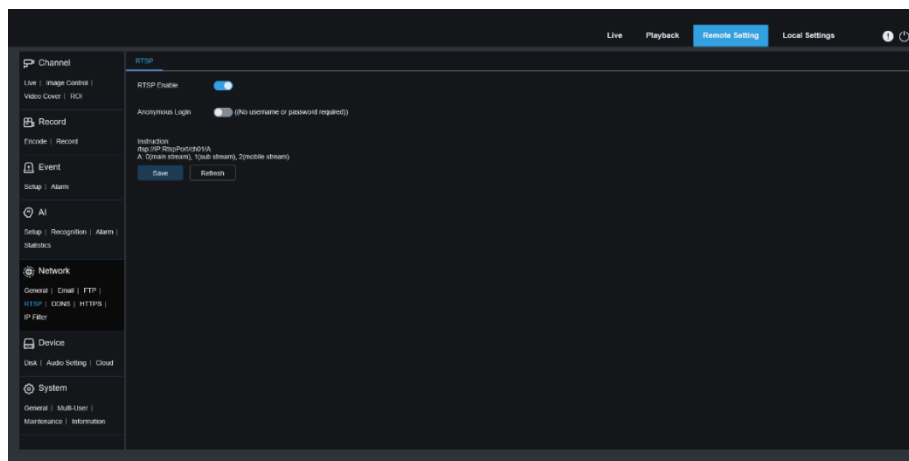 Live Playback Remote Setting Local Settings
Channel
Live | Image Control |
Video Cover | ROI
Record
Encode | Record
Event
Setup | Alarm
AI
Setup | Recognition | Alarm |
Statistics
Network
General | Email | FTP |
RTSP | DDNS | HTTPS |
IP Filter
Device
Disk | Audio Setting | Cloud
System
General | Multi-User |
Maintenance | Information
RTSP
RTSP Enable
Anonymous Login ((No username or password required))
Instruction:
rtsp://IP:RtspPort/ch01/A
A: 0(main stream), 1(sub stream), 2(mobile stream)
Save Refresh